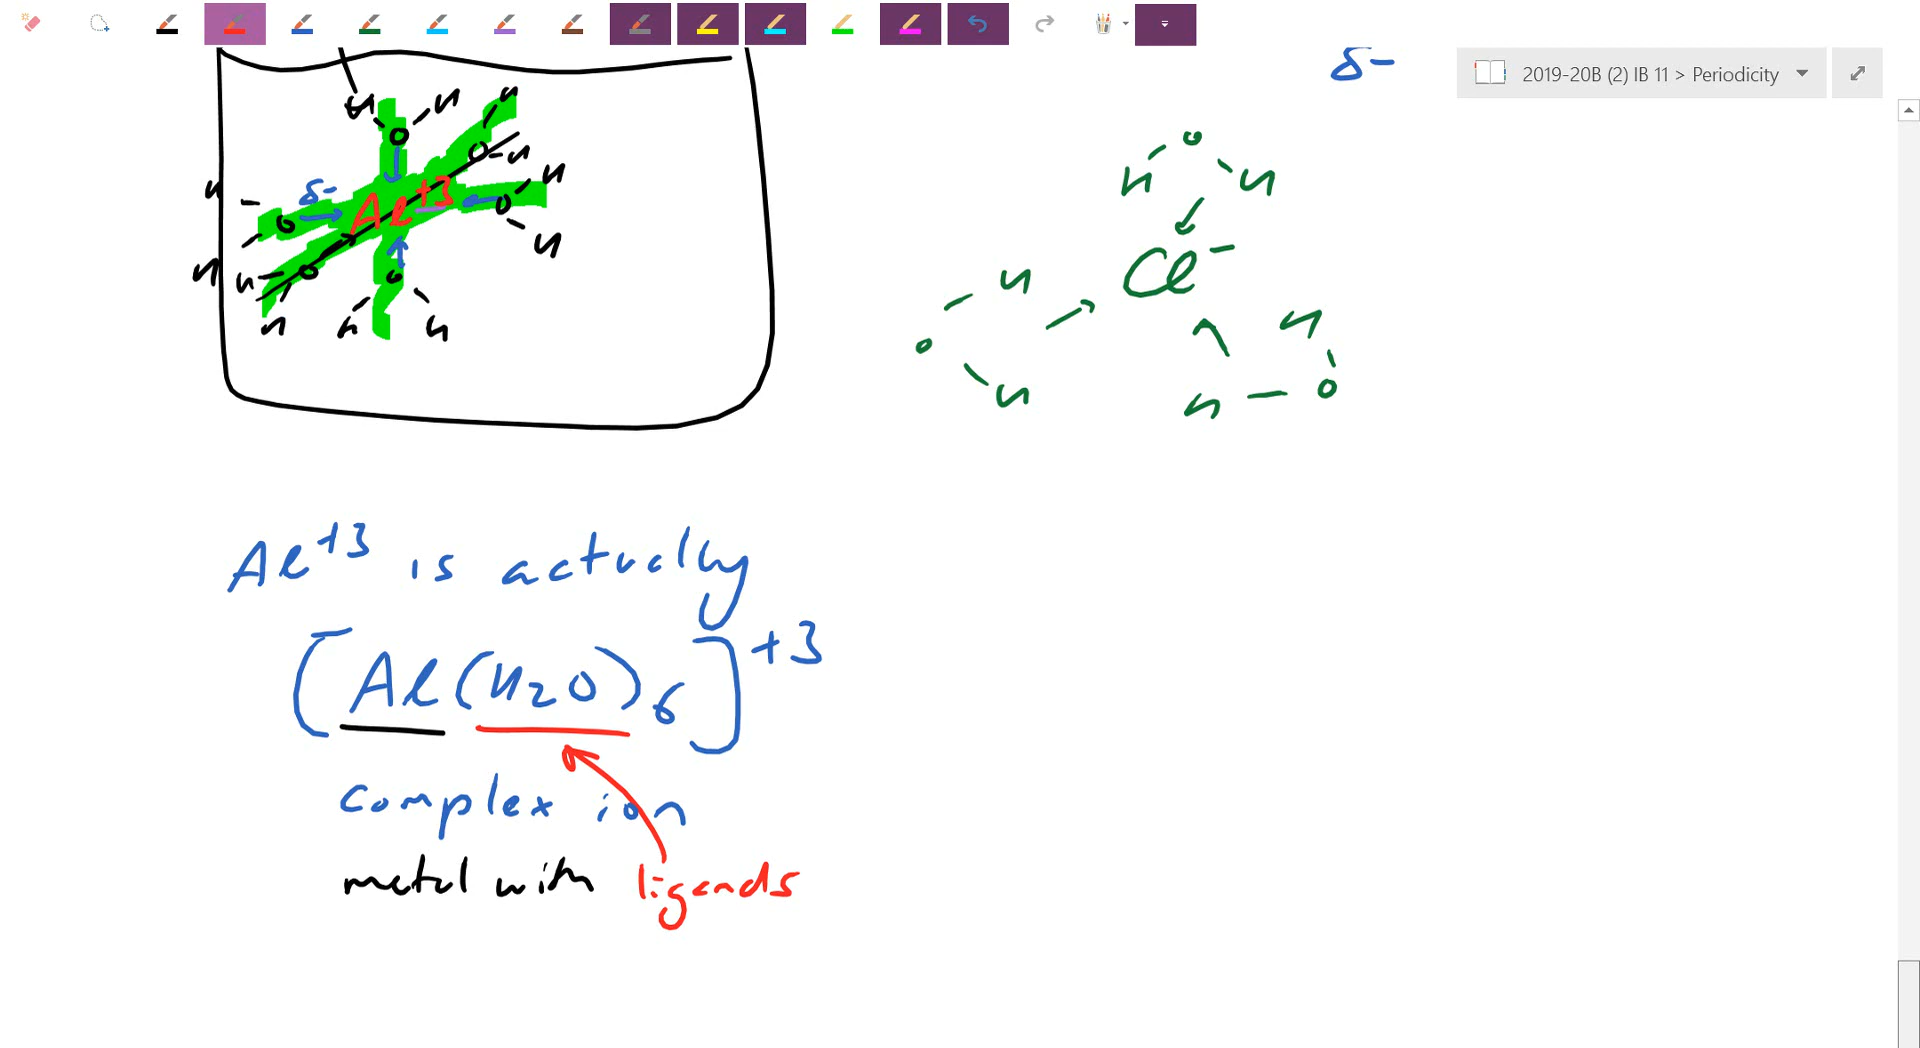 δ-
2019-20B (2) IB 11 > Periodicity
H H H
O
O-H
H
H
δ-
Al+3
O
O
H
H
H-O
O
H
H
H
O
H H
Cl-
H
O
H
H
H-O
Al+3 is actually
[Al(H2O)6]+3
complex ion
metal with ligands